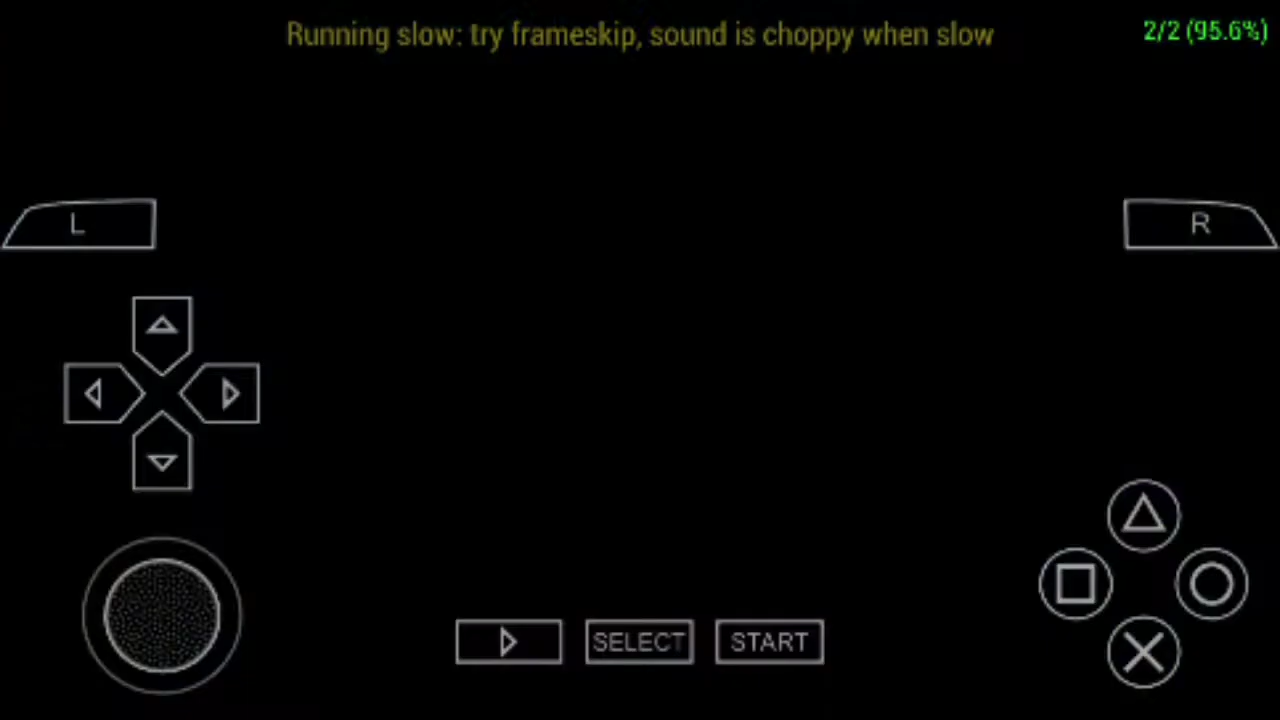 Running slow: try frameskip, sound is choppy when slow
2/2 (95.6%)
L
R
SELECT
START